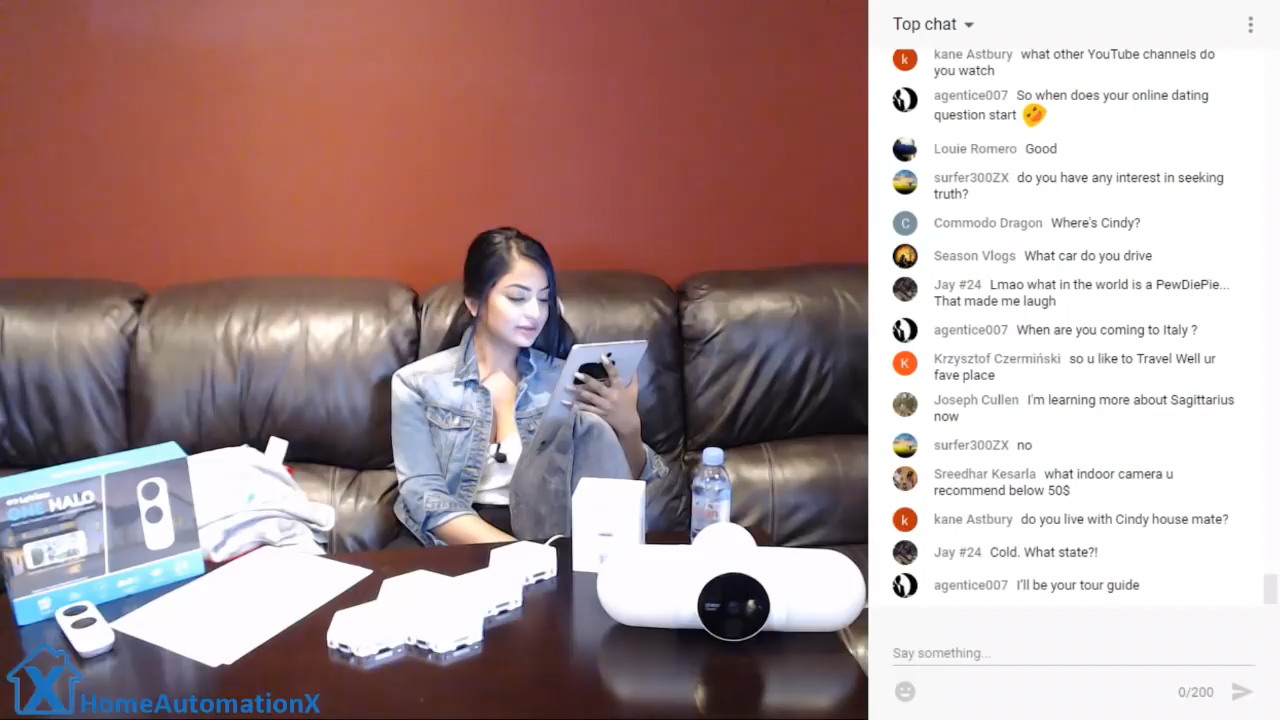 Top chat
kane Astbury what other YouTube channels do
you watch
agentice007 So when does your online dating
question start
Louie Romero Good
surfer300ZX do you have any interest in seeking
truth?
C
Commodo Dragon Where's Cindy?
Season Vlogs What car do you drive
Jay #24 Lmao what in the world is a PewDiePie...
That made me laugh
agentice007 When are you coming to Italy ?
K
Krzysztof Czermiński so u like to Travel Well ur
fave place
Joseph Cullen I'm learning more about Sagittarius
now
surfer300ZX no
Sreedhar Kesarla what indoor camera u
recommend below 50$
k
kane Astbury do you live with Cindy house mate?
Jay #24 Cold. What state?!
agentice007 I'll be your tour guide
Say something...
0/200
ONE HALO
X
HomeAutomationX